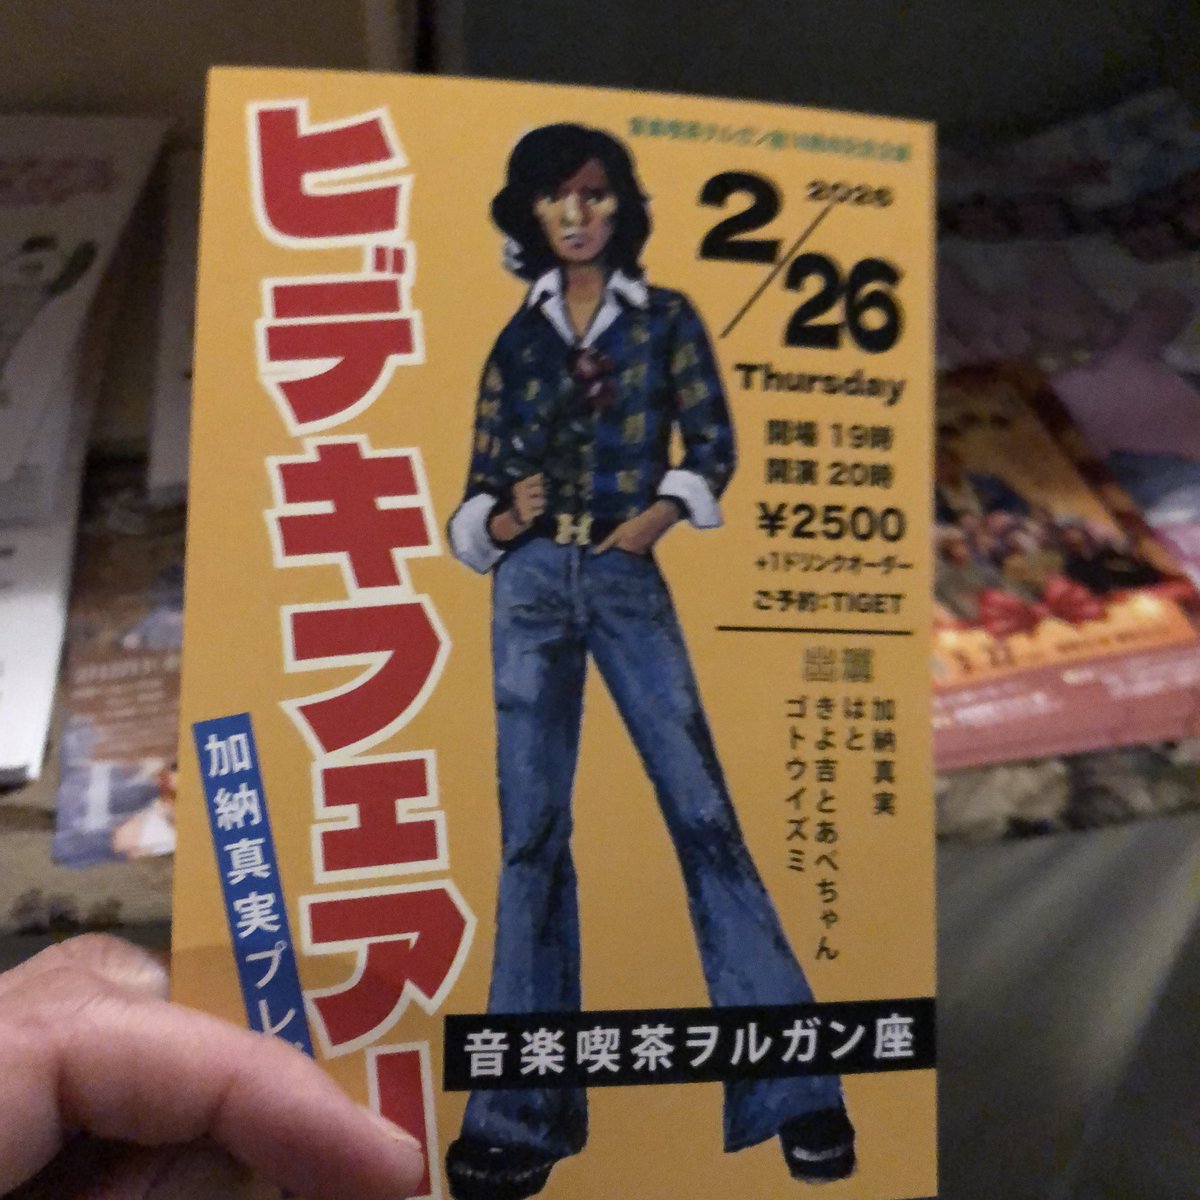 ヒデキフェアー
加納真実プレ
2026
2/26
Thursday
開場 19時
開演 20時
¥2500
+1ドリンクオーダー
ご予約:TIGET
出演
加納真実
はと
きよ吉とあべちゃん
ゴトウイズミ
H
音楽喫茶ヲルガン座